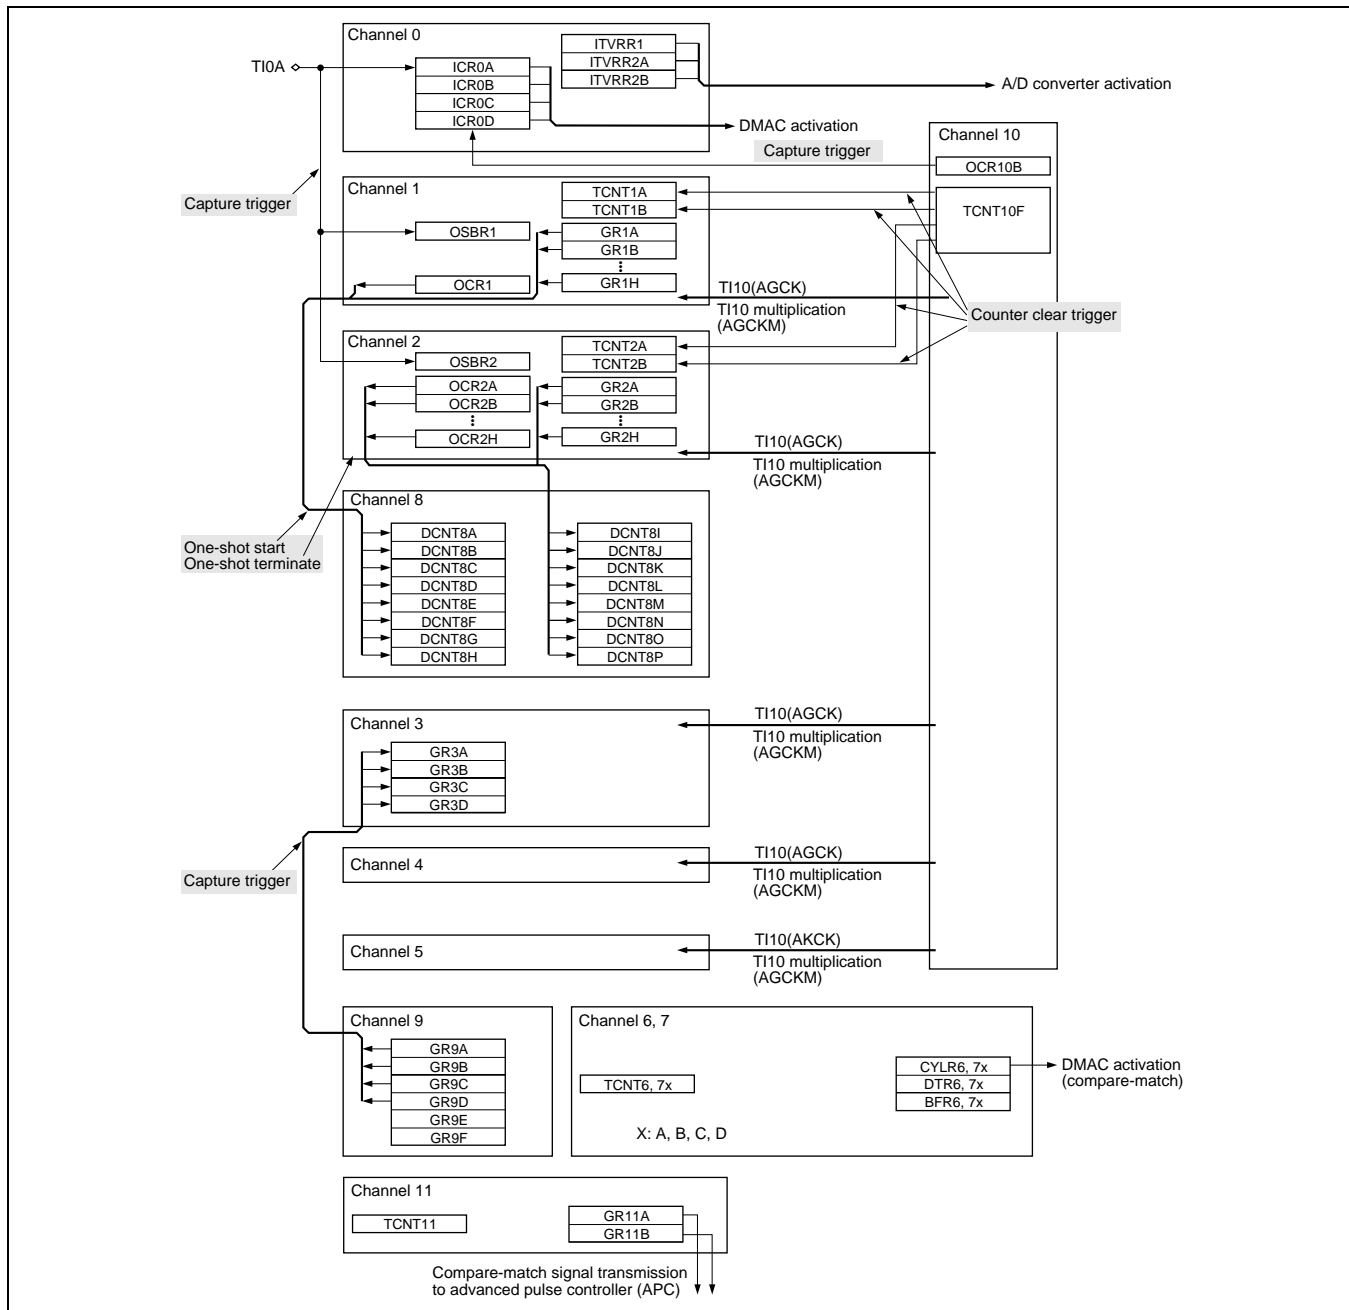 Channel 0
TI0A
ICR0A
ICR0B
ICR0C
ICR0D
ITVRR1
ITVRR2A
ITVRR2B
A/D converter activation
DMAC activation
Capture trigger
Channel 10
OCR10B
TCNT10F
Capture trigger
Channel 1
TCNT1A
TCNT1B
OSBR1
GR1A
GR1B
GR1H
OCR1
TI10(AGCK)
TI10 multiplication
(AGCKM)
Counter clear trigger
Channel 2
TCNT2A
TCNT2B
OSBR2
OCR2A
OCR2B
OCR2H
GR2A
GR2B
GR2H
TI10(AGCK)
TI10 multiplication
(AGCKM)
Channel 8
One-shot start
One-shot terminate
DCNT8A
DCNT8B
DCNT8C
DCNT8D
DCNT8E
DCNT8F
DCNT8G
DCNT8H
DCNT8I
DCNT8J
DCNT8K
DCNT8L
DCNT8M
DCNT8N
DCNT8O
DCNT8P
Channel 3
GR3A
GR3B
GR3C
GR3D
TI10(AGCK)
TI10 multiplication
(AGCKM)
Capture trigger
Channel 4
TI10(AGCK)
TI10 multiplication
(AGCKM)
Channel 5
TI10(AKCK)
TI10 multiplication
(AGCKM)
Channel 9
GR9A
GR9B
GR9C
GR9D
GR9E
GR9F
Channel 6, 7
TCNT6, 7x
CYLR6, 7x
DTR6, 7x
BFR6, 7x
DMAC activation
(compare-match)
X: A, B, C, D
Channel 11
TCNT11
GR11A
GR11B
Compare-match signal transmission
to advanced pulse controller (APC)